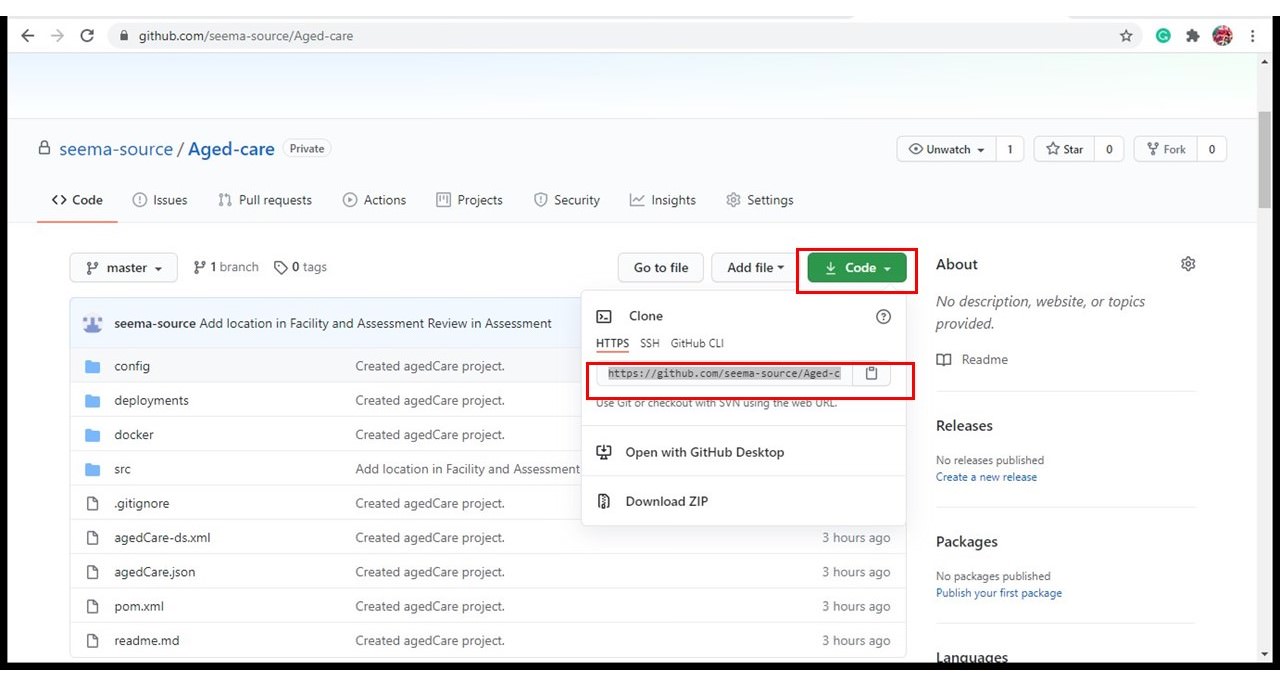 github.com/seema-source/Aged-care
seema-source / Aged-care Private
Unwatch 1 Star 0 Fork 0
Code Issues Pull requests Actions Projects Security Insights Settings
master 1 branch 0 tags Go to file Add file Code
About
No description, website, or topics
provided.
Readme
Releases
No releases published
Create a new release
Packages
No packages published
Publish your first package
Languages
seema-source Add location in Facility and Assessment Review in Assessment
config Created agedCare project.
deployments Created agedCare project.
docker Created agedCare project.
src Add location in Facility and Assessment
.gitignore Created agedCare project.
agedCare-ds.xml Created agedCare project. 3 hours ago
agedCare.json Created agedCare project. 3 hours ago
pom.xml Created agedCare project. 3 hours ago
readme.md Created agedCare project. 3 hours ago
Clone
HTTPS SSH GitHub CLI
https://github.com/seema-source/Aged-c
Use Git or checkout with SVN using the web URL.
Open with GitHub Desktop
Download ZIP